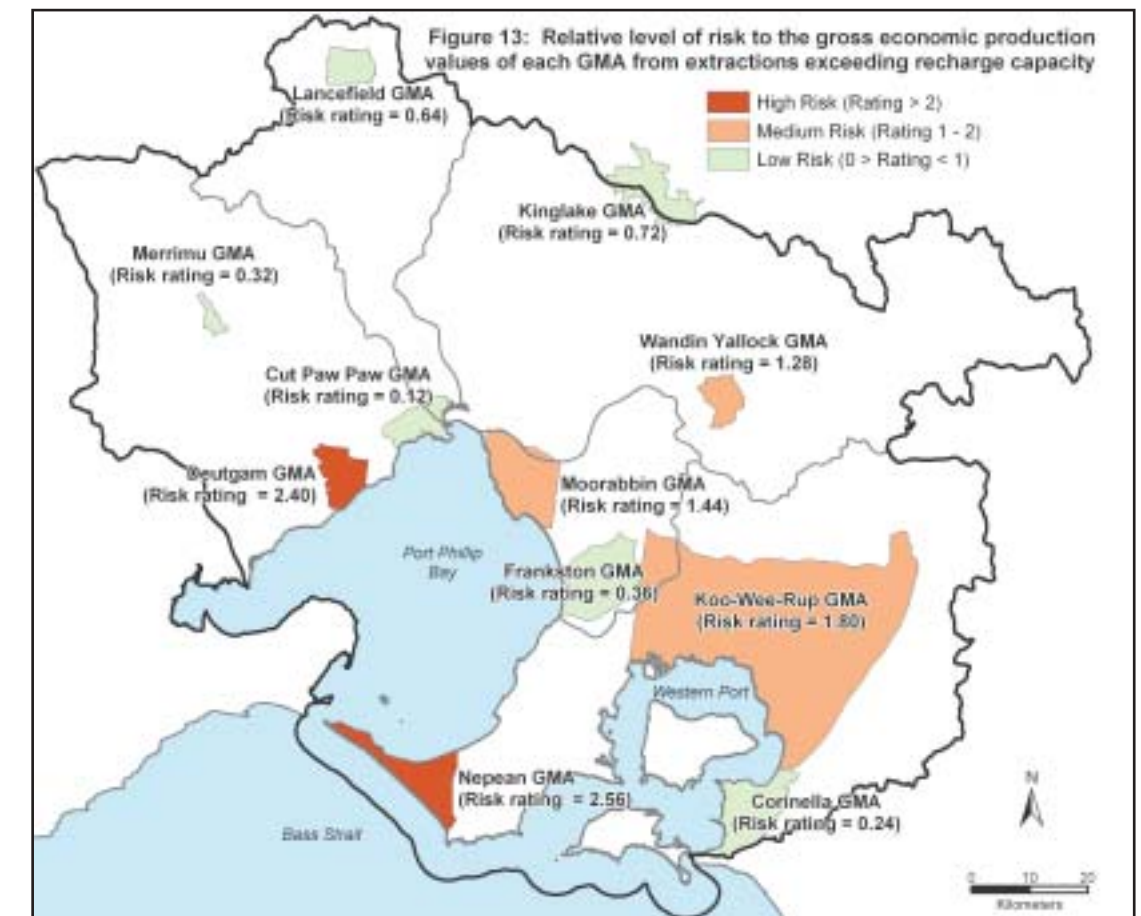 Figure 13: Relative level of risk to the gross economic production
values of each GMA from extractions exceeding recharge capacity
High Risk (Rating > 2)
Medium Risk (Rating 1 - 2)
Low Risk (0 > Rating < 1)
Lancefield GMA
(Risk rating = 0.64)
Kinglake GMA
(Risk rating = 0.72)
Merrimu GMA
(Risk rating = 0.32)
Wandin Yallock GMA
(Risk rating = 1.28)
Cut Paw Paw GMA
(Risk rating = 0.12)
Deutgam GMA
(Risk rating = 2.40)
Moorabbin GMA
(Risk rating = 1.44)
Port Phillip
Bay
Frankston GMA
(Risk rating = 0.36)
Koo-Wee-Rup GMA
(Risk rating = 1.80)
Western Port
Nepean GMA
(Risk rating = 2.56)
Corinella GMA
(Risk rating = 0.24)
Bass Strait
N
0 10 20
Kilometers